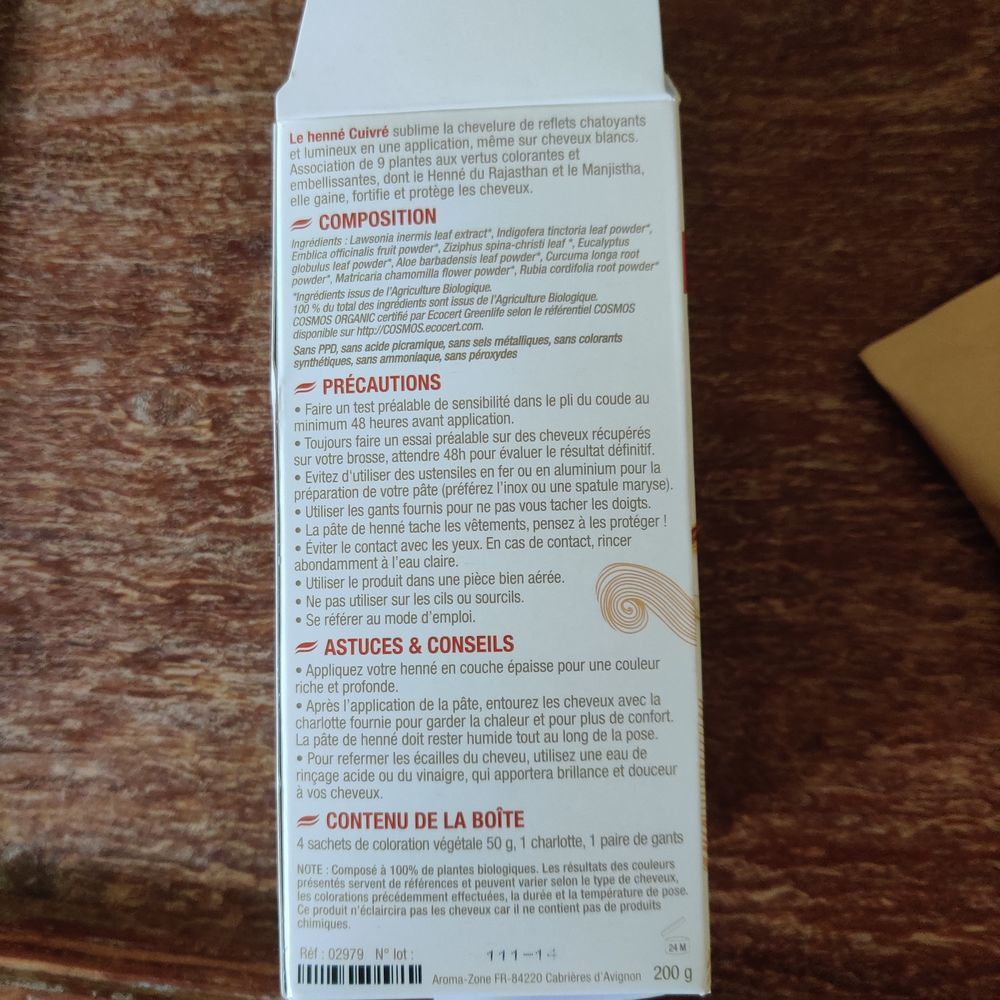 Le henné Cuivré sublime la chevelure de reflets chatoyants
et lumineux en une application, même sur cheveux blancs.
Association de 9 plantes aux vertus colorantes et
embellissantes, dont le Henné du Rajasthan et le Manjistha,
elle gaine, fortifie et protège les cheveux.
COMPOSITION
Ingrédients : Lawsonia inermis leaf extract*, Indigofera tinctoria leaf powder*,
Emblica officinalis fruit powder*, Ziziphus spina-christi leaf *, Eucalyptus
globulus leaf powder*, Aloe barbadensis leaf powder*, Curcuma longa root
powder*, Matricaria chamomilla flower powder*, Rubia cordifolia root powder*
*Ingrédients issus de l'Agriculture Biologique.
100 % du total des ingrédients sont issus de l'Agriculture Biologique.
COSMOS ORGANIC certifié par Ecocert Greenlife selon le référentiel COSMOS
disponible sur http://COSMOS.ecocert.com.
Sans PPD, sans acide picramique, sans sels métalliques, sans colorants
synthétiques, sans ammoniaque, sans péroxydes
PRÉCAUTIONS
• Faire un test préalable de sensibilité dans le pli du coude au
minimum 48 heures avant application.
• Toujours faire un essai préalable sur des cheveux récupérés
sur votre brosse, attendre 48h pour évaluer le résultat définitif.
• Evitez d'utiliser des ustensiles en fer ou en aluminium pour la
préparation de votre pâte (préférez l'inox ou une spatule maryse).
• Utiliser les gants fournis pour ne pas vous tacher les doigts.
• La pâte de henné tache les vêtements, pensez à les protéger !
• Éviter le contact avec les yeux. En cas de contact, rincer
abondamment à l'eau claire.
• Utiliser le produit dans une pièce bien aérée.
• Ne pas utiliser sur les cils ou sourcils.
• Se référer au mode d'emploi.
ASTUCES & CONSEILS
• Appliquez votre henné en couche épaisse pour une couleur
riche et profonde.
• Après l'application de la pâte, entourez les cheveux avec la
charlotte fournie pour garder la chaleur et pour plus de confort.
La pâte de henné doit rester humide tout au long de la pose.
• Pour refermer les écailles du cheveu, utilisez une eau de
rinçage acide ou du vinaigre, qui apportera brillance et douceur
à vos cheveux.
CONTENU DE LA BOÎTE
4 sachets de coloration végétale 50 g, 1 charlotte, 1 paire de gants
NOTE : Composé à 100% de plantes biologiques. Les résultats des couleurs
présentés servent de références et peuvent varier selon le type de cheveux,
les colorations précédemment effectuées, la durée et la température de pose.
Ce produit n'éclaircira pas les cheveux car il ne contient pas de produits
chimiques.
24 M
Réf : 02979 N° lot : 111-14
Aroma-Zone FR-84220 Cabrières d'Avignon 200 g